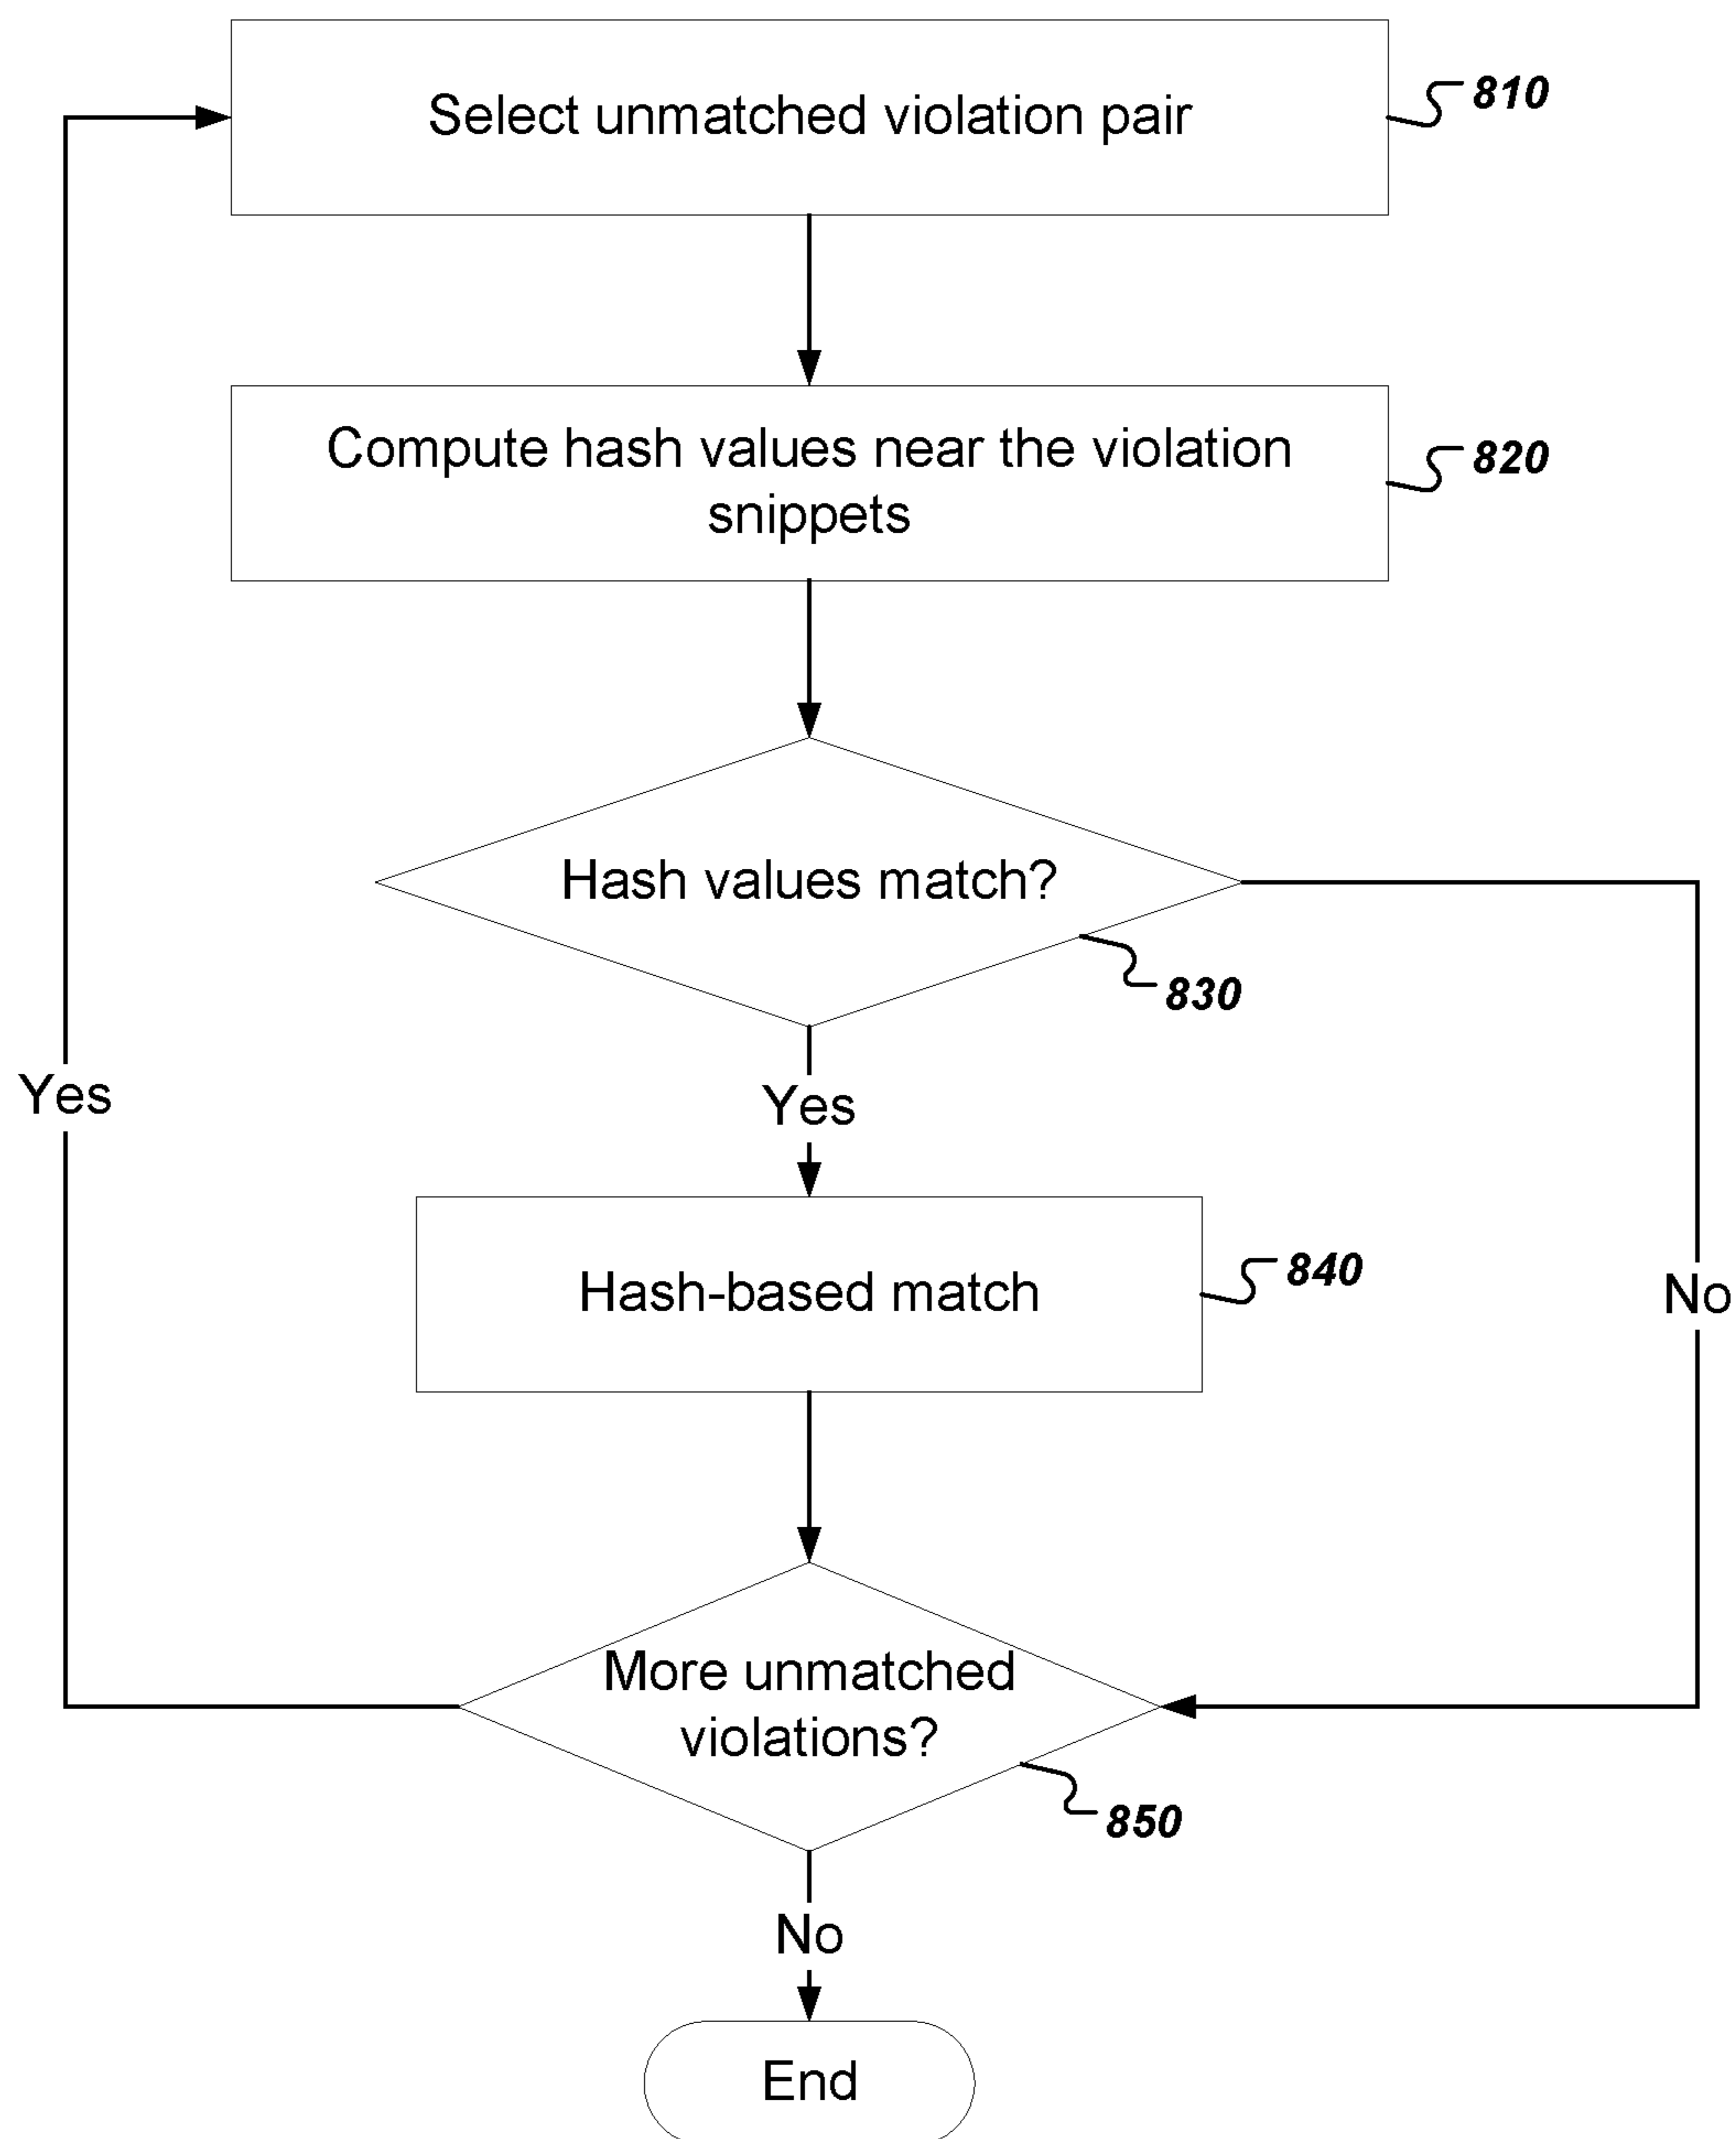 Select unmatched violation pair
810
Compute hash values near the violation
snippets
820
Hash values match?
830
Yes
Yes
Hash-based match
840
No
More unmatched
violations?
850
No
End